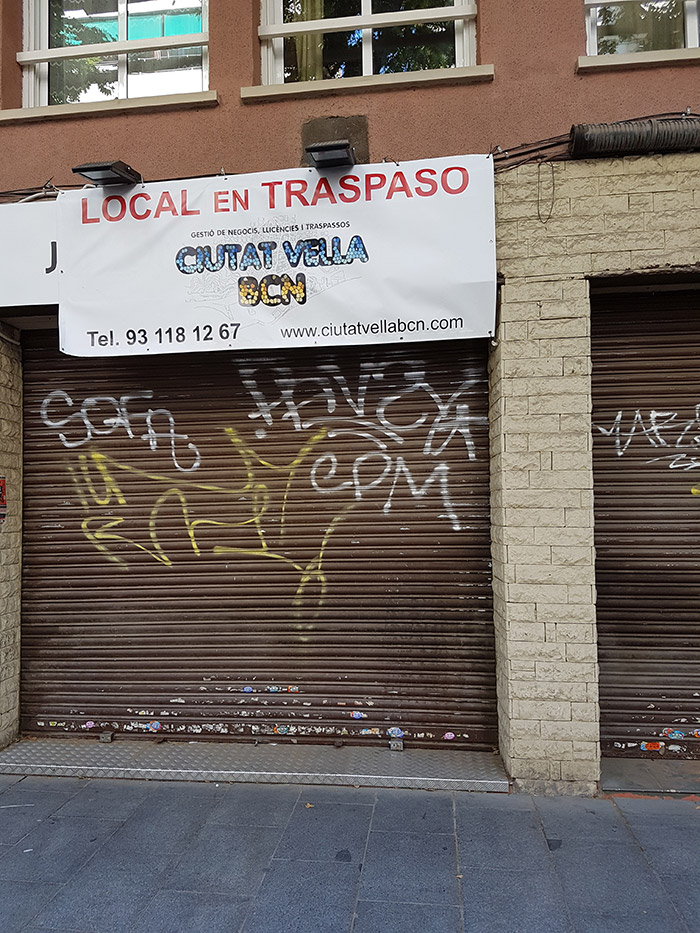 LOCAL EN TRASPASO
GESTIÓ DE NEGOCIS, LLICÈNCIES I TRASPASSOS
CIUTAT VELLA
BCN
Tel. 93 118 12 67
www.ciutatvellabcn.com
J
CPM